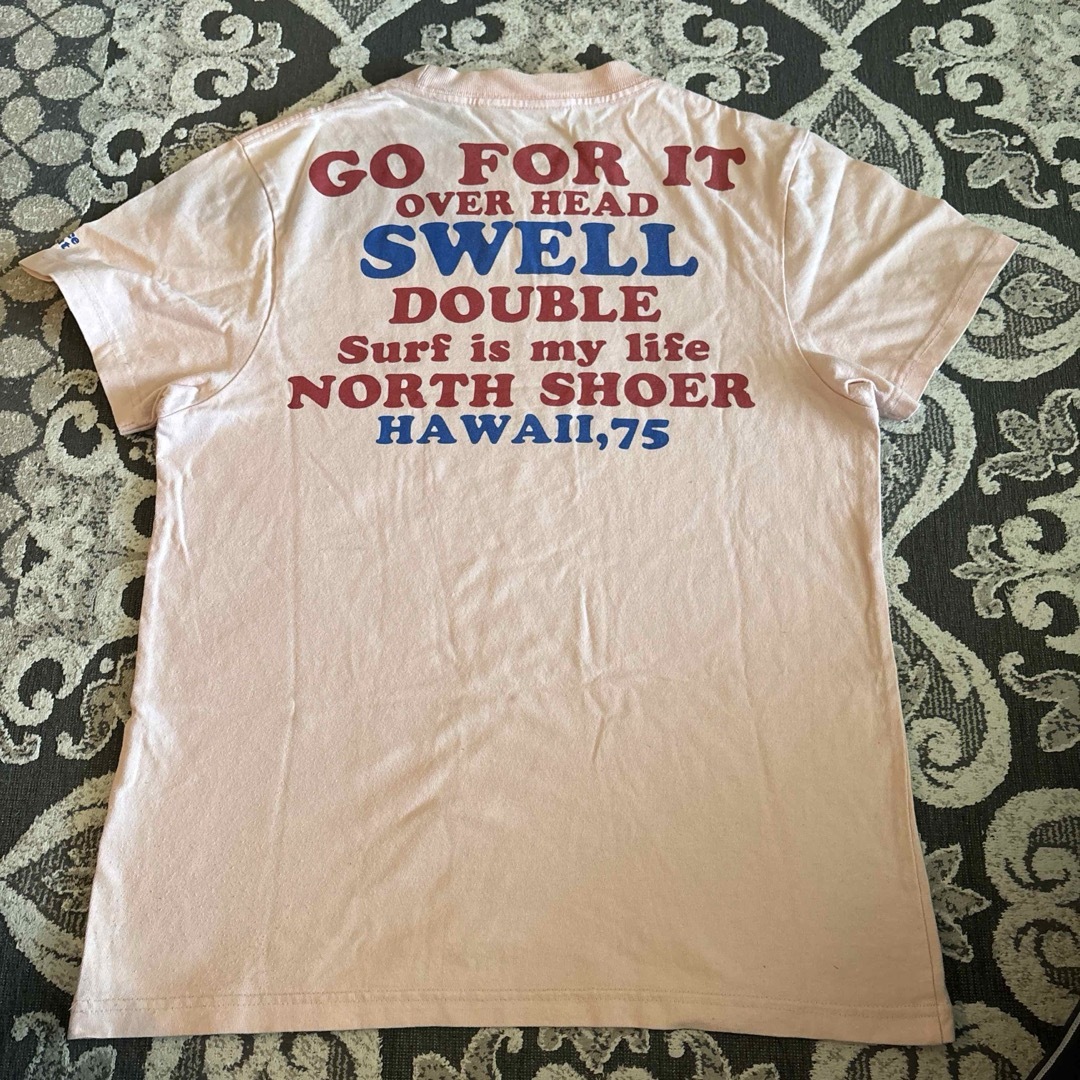 GO FOR IT
OVER HEAD
SWELL
DOUBLE
Surf is my life
NORTH SHOER
HAWAII,75